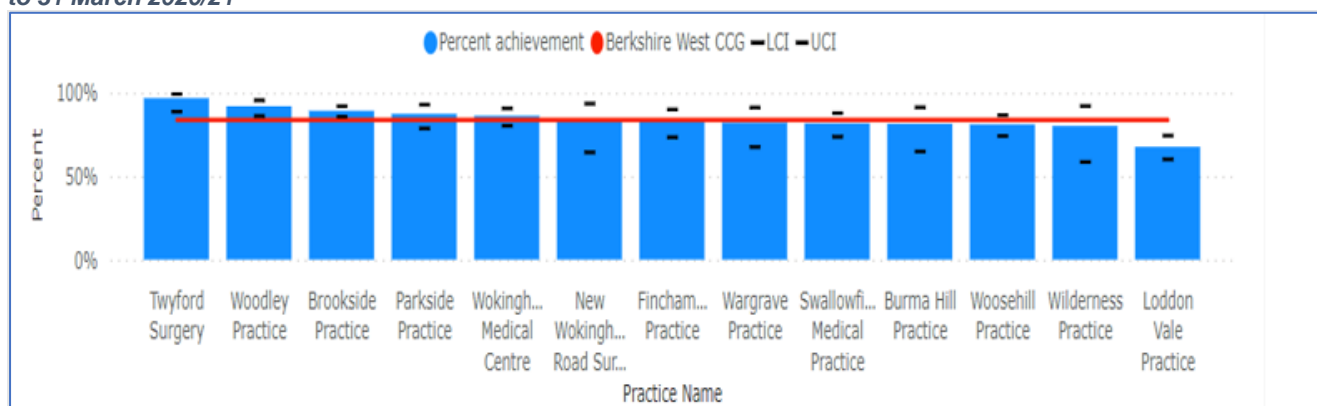 to 31 March 2020/21
Percent achievement Berkshire West CCG LCI UCI
100%
50%
0%
Percent
Twyford Surgery
Woodley Practice
Brookside Practice
Parkside Practice
Wokingh... Medical Centre
New Wokingh... Road Sur...
Fincham... Practice
Wargrave Practice
Swallowfi... Medical Practice
Burma Hill Practice
Woosehill Practice
Wilderness Practice
Loddon Vale Practice
Practice Name